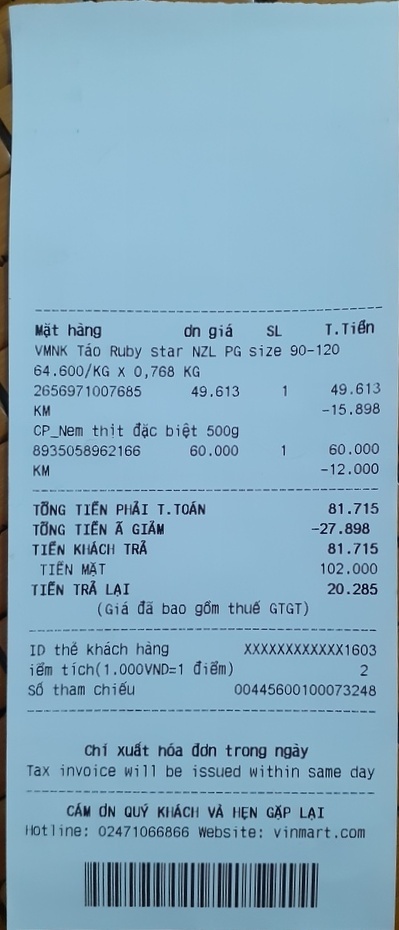 Mặt hàng ơn giá SL T.Tiền
VMNK Táo Ruby star NZL PG size 90-120
64.600/KG X 0,768 KG
2656971007685 49.613 1 49.613
KM -15.898
CP_Nem thịt đặc biệt 500g
8935058962166 60.000 1 60.000
KM -12.000
TỔNG TIỀN PHẢI T.TOÁN 81.715
TỔNG TIỀN Ã GIẢM -27.898
TIỀN KHÁCH TRẢ 81.715
TIỀN MẶT 102.000
TIỀN TRẢ LẠI 20.285
(Giá đã bao gồm thuế GTGT)
ID thẻ khách hàng XXXXXXXXXXXX1603
iểm tích(1.000VND=1 điểm) 2
Số tham chiếu 00445600100073248
Chỉ xuất hóa đơn trong ngày
Tax invoice will be issued within same day
CẢM ƠN QUÝ KHÁCH VÀ HẸN GẶP LẠI
Hotline: 02471066866 Website: vinmart.com